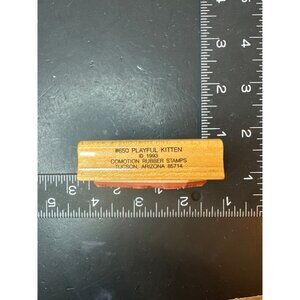 #650 PLAYFUL KITTEN
© 1993
COMOTION RUBBER STAMPS
TUCSON, ARIZONA 85714